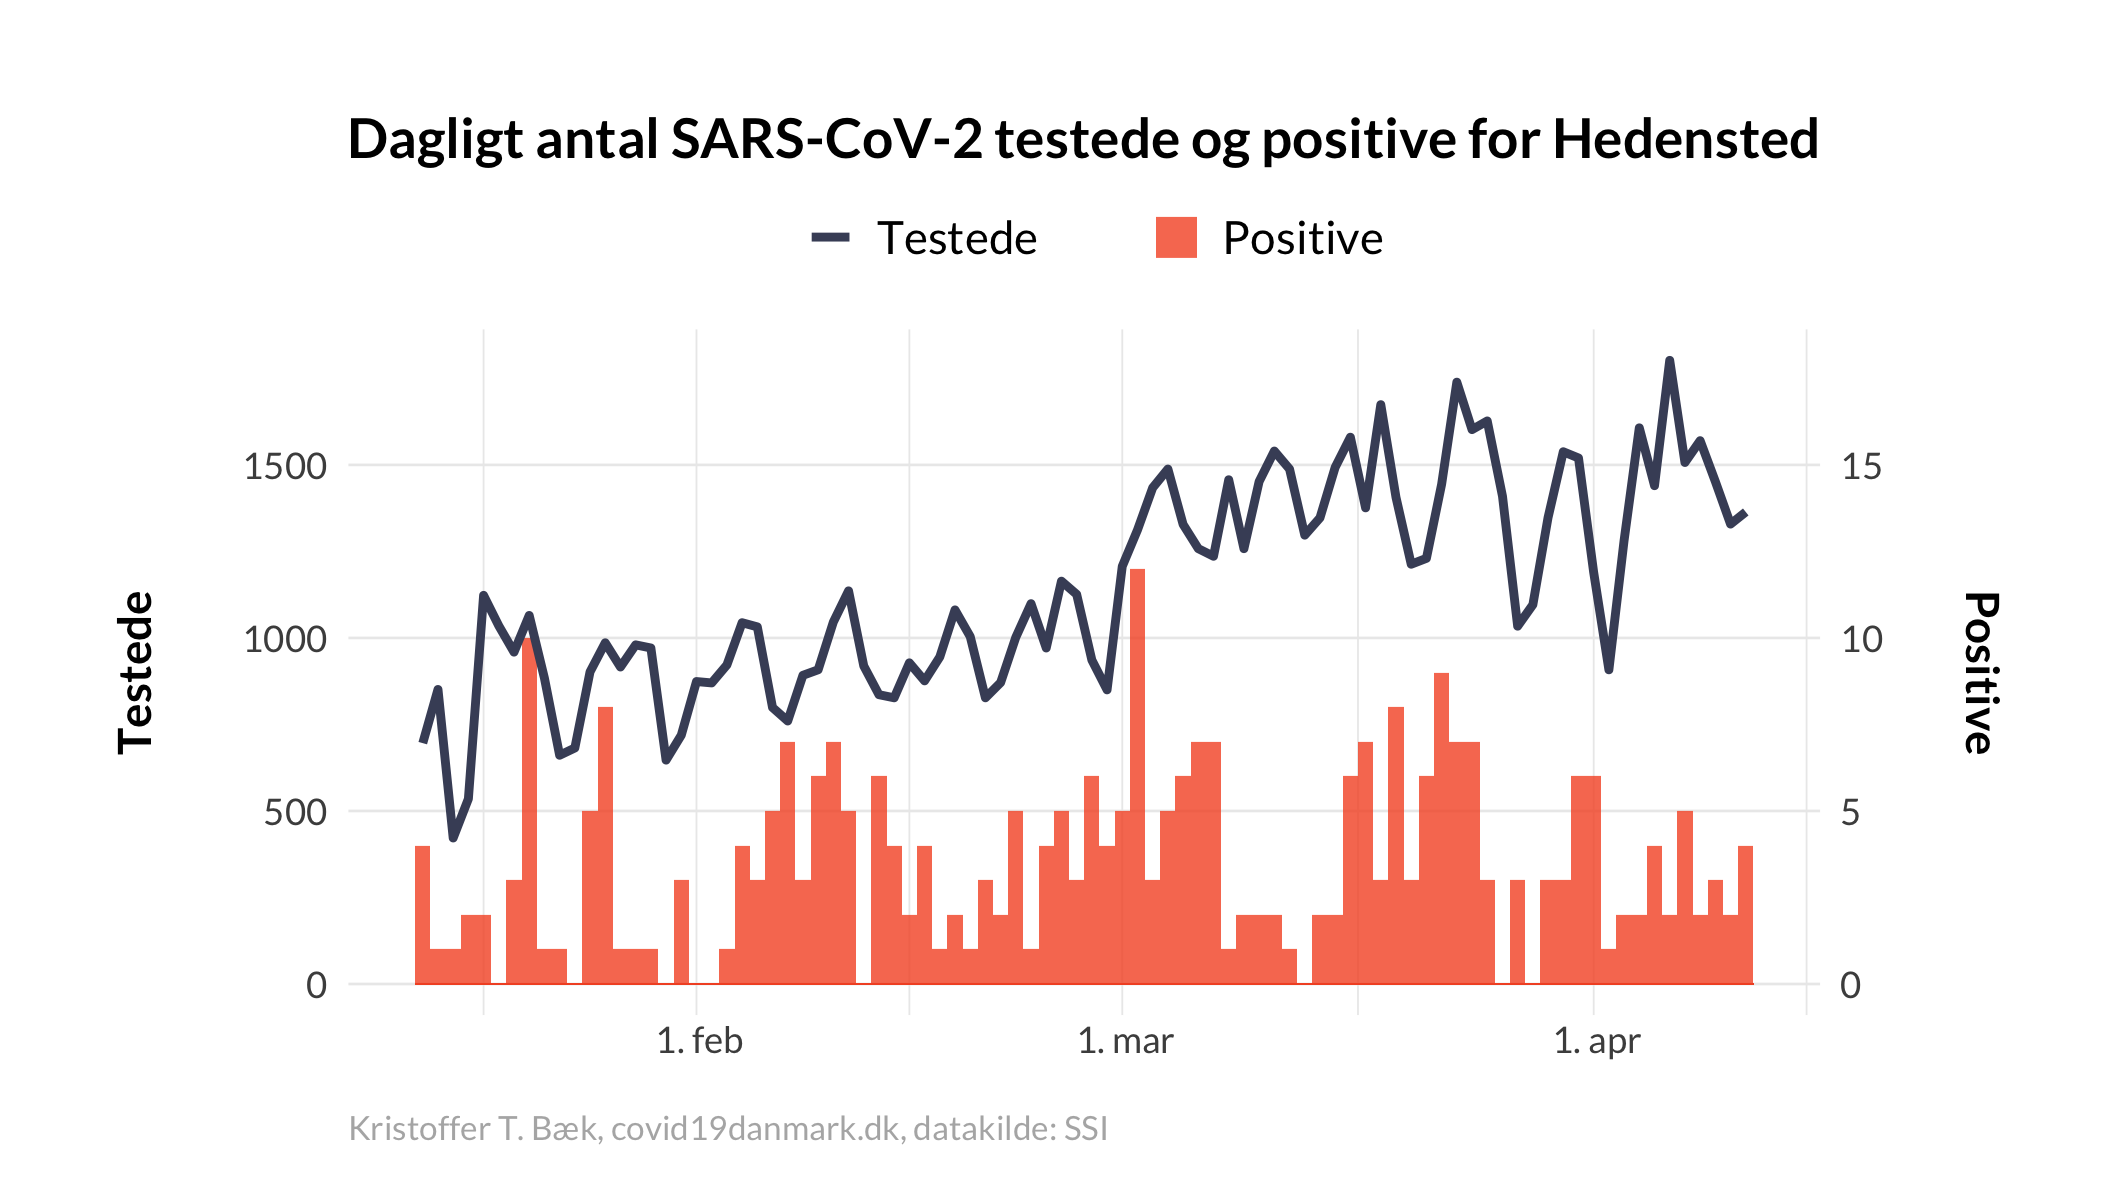 Dagligt antal SARS-CoV-2 testede og positive for Hedensted
Testede
Positive
Testede
1500
1000
500
0
15
10
5
0
Positive
1. feb
1. mar
1. apr
Kristoffer T. Bæk, covid19danmark.dk, datakilde: SSI